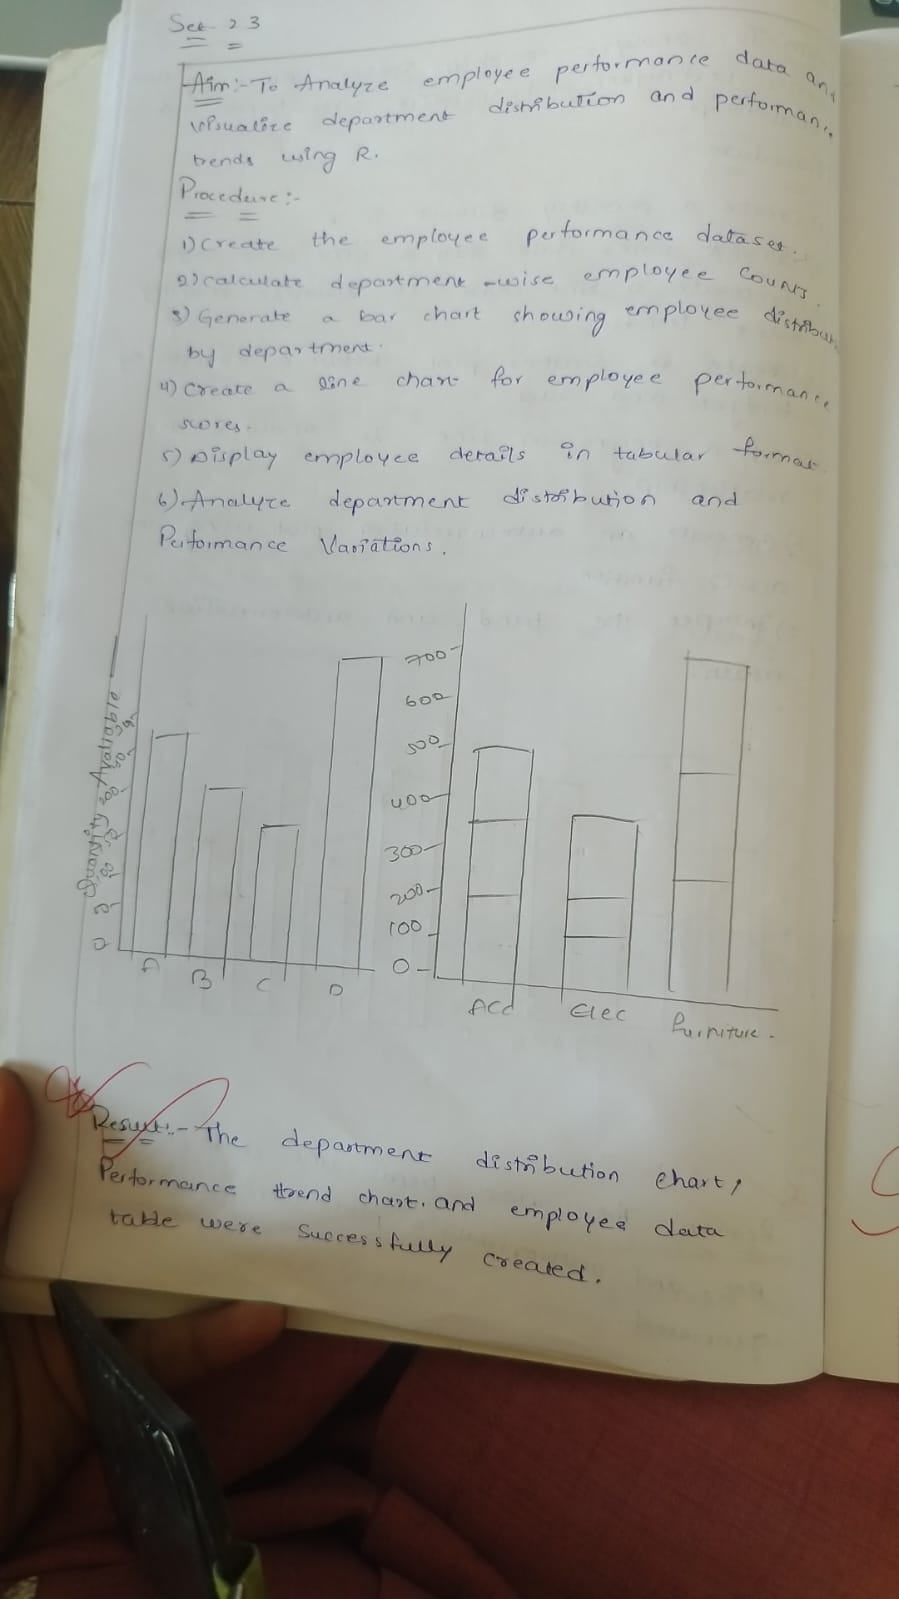 Set 23
Aim:- To Analyze employee performance data and
visualize department distribution and performance
trends using R.
Procedure:-
1) Create the employee performance dataset.
2) calculate department -wise employee counts.
3) Generate a bar chart showing employee
by department.
4) Create a line chart for employee performance
scores.
5) Display employee details in tabular format
6) Analyze department distribution and
Performance Variations.
Quantity Avaliable
0
A
B
C
D
700
600
500
400
300
200
100
0
Acc
Elec
Furniture.
Result:- The department distribution chart,
Performance trend chart, and employee data
table were successfully created.